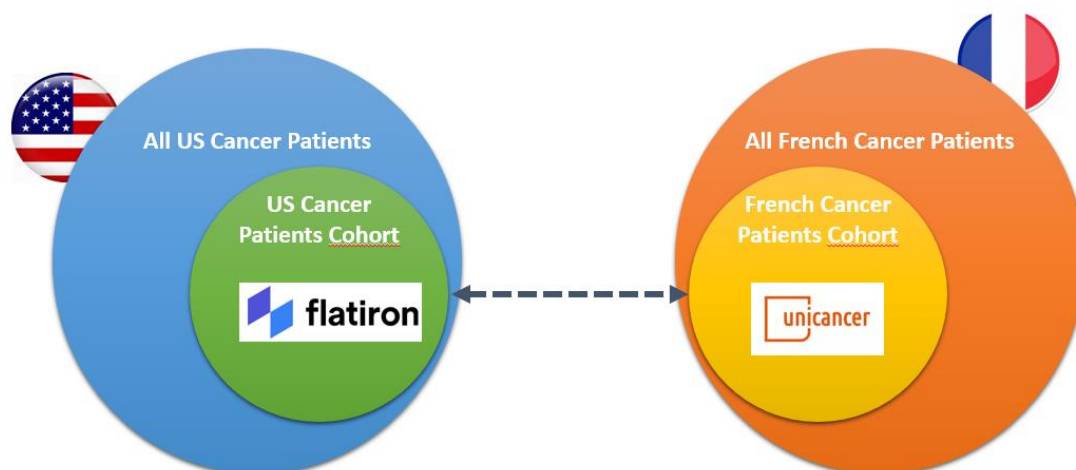 All US Cancer Patients
US Cancer
Patients Cohort
flatiron
All French Cancer Patients
French Cancer
Patients Cohort
unicancer